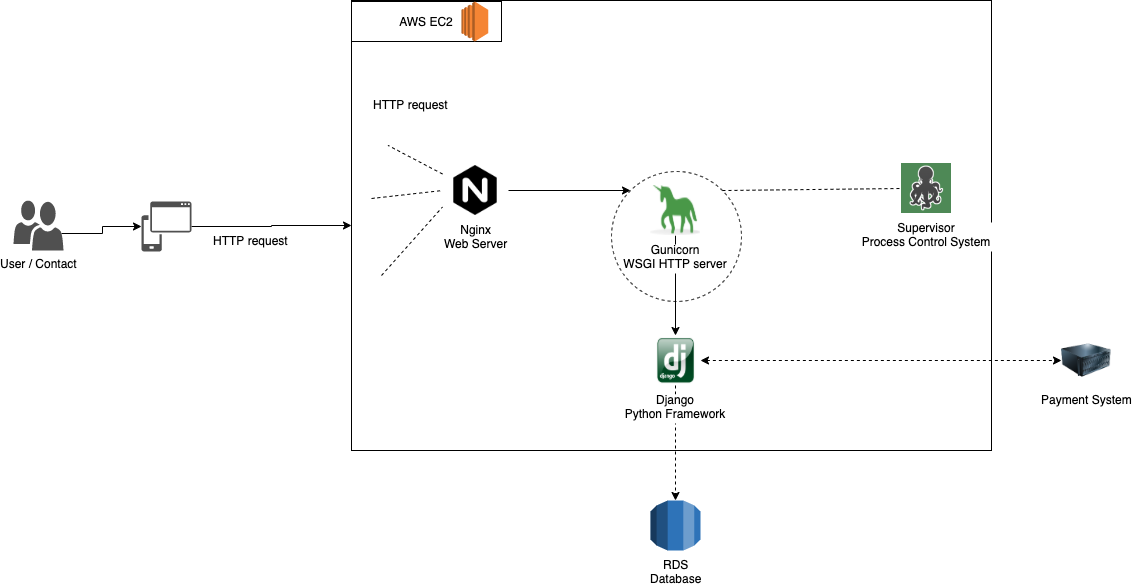 AWS EC2
HTTP request
N
Nginx
Web Server
Gunicorn
WSGI HTTP server
Supervisor
Process Control System
User / Contact
HTTP request
dj
django
Django
Python Framework
Payment System
RDS
Database